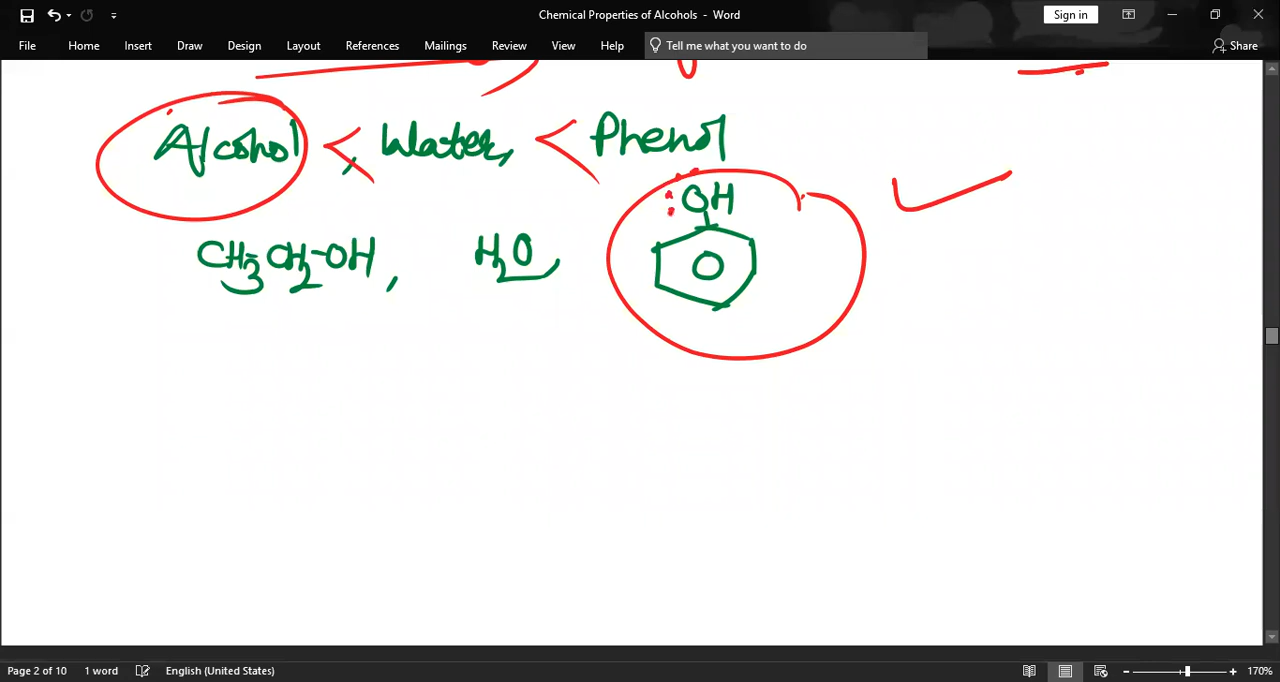 Chemical Properties of Alcohols - Word
Sign in
File Home Insert Draw Design Layout References Mailings Review View Help Tell me what you want to do Share
Alcohol < , Water, < Phenol
OH
CH3-CH2-OH, H2O
Page 2 of 10 1 word English (United States) 170%